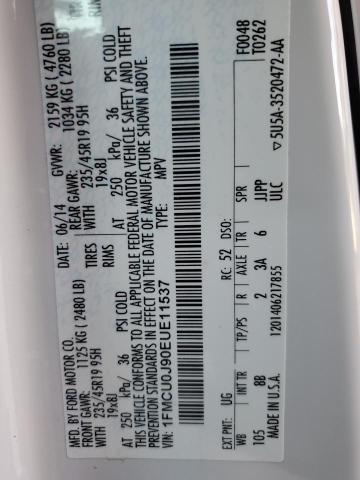 MFD. BY FORD MOTOR CO.
DATE: 06/14 GVWR: 2159 KG ( 4760 LB)
FRONT GAWR: 1125 KG ( 2480 LB) REAR GAWR: 1034 KG ( 2280 LB)
WITH 235/45R19 95H TIRES WITH 235/45R19 95H
19x8J RIMS 19x8J
AT 250 kPa/ 36 PSI COLD AT 250 kPa/ 36 PSI COLD
THIS VEHICLE CONFORMS TO ALL APPLICABLE FEDERAL MOTOR VEHICLE SAFETY AND THEFT
PREVENTION STANDARDS IN EFFECT ON THE DATE OF MANUFACTURE SHOWN ABOVE.
VIN: 1FMCU0J90EUE11537 TYPE: MPV
F0048
T0262
EXT PNT: UG RC: 52 DSO:
WB INT TR TP/PS R AXLE TR SPR
105 8B 2 3A 6 JJPP
MADE IN U.S.A. ULC
1201406217855
▽5U5A-3520472-AA